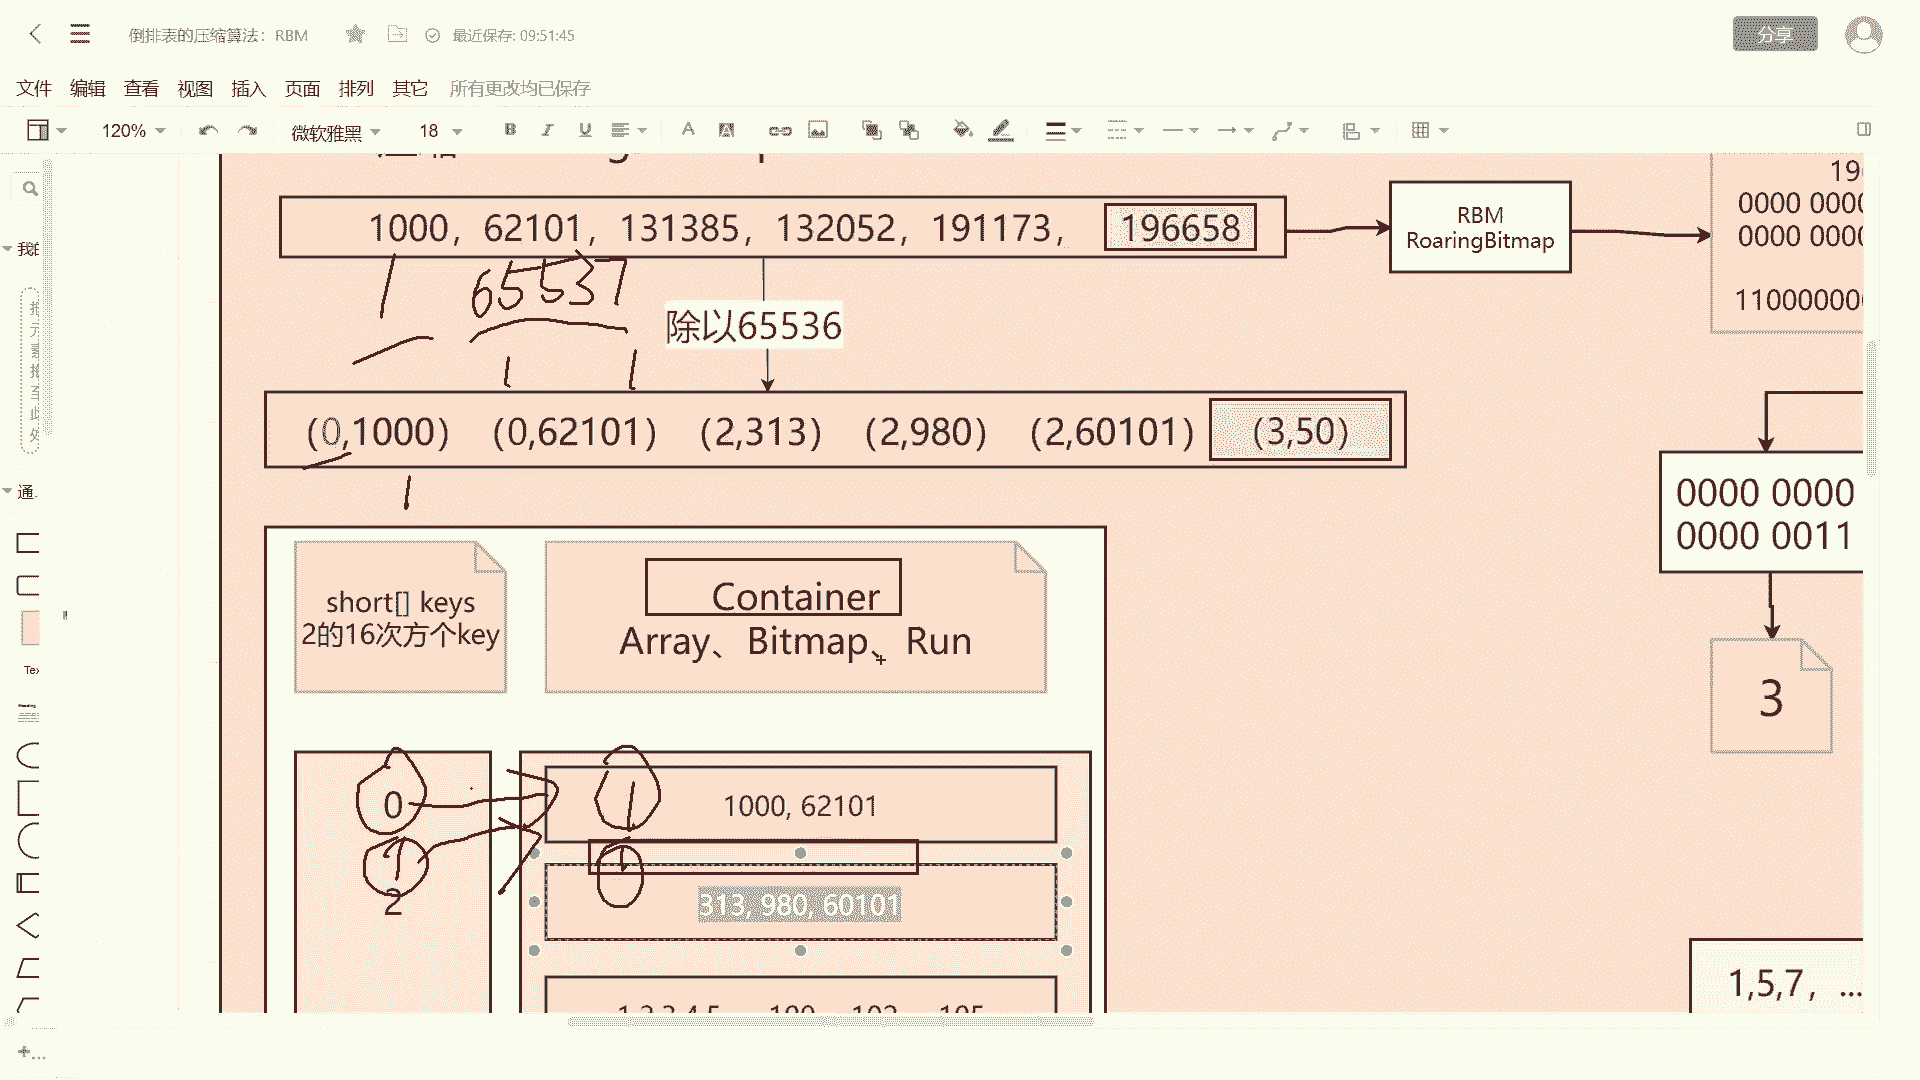 倒排表的压缩算法：RBM
最近保存: 09:51:45
分享
文件 编辑 查看 视图 插入 页面 排列 其它 所有更改均已保存
120% 微软雅黑 18 B I U A A
1000, 62101, 131385, 132052, 191173, 196658
RBM
RoaringBitmap
19
0000 0000
0000 0000
11000000
65537
除以65536
(0,1000) (0,62101) (2,313) (2,980) (2,60101) (3,50)
short[] keys
2的16次方个key
Container
Array、Bitmap、Run
0000 0000
0000 0011
3
0
1
2
1
1000, 62101
1
313, 980, 60101
1,5,7, ...
通.
Tex